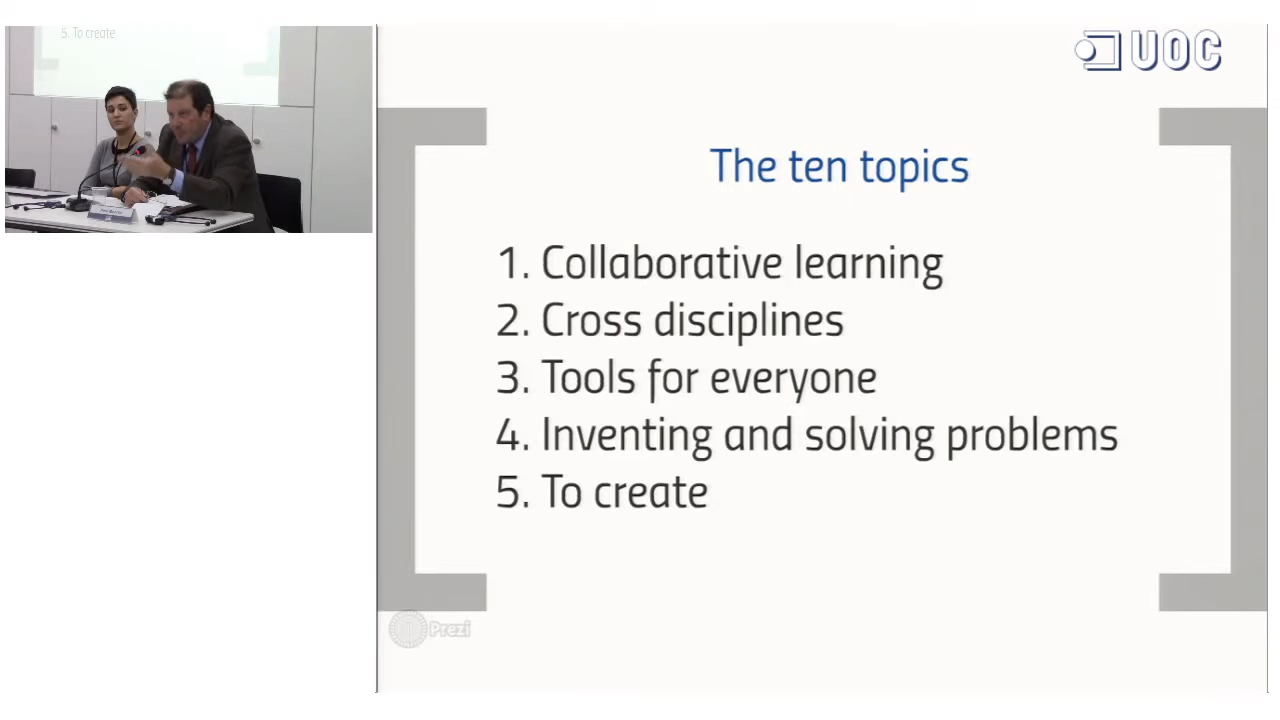 5. To create
UOC
The ten topics
1. Collaborative learning
2. Cross disciplines
3. Tools for everyone
4. Inventing and solving problems
5. To create
Prezi